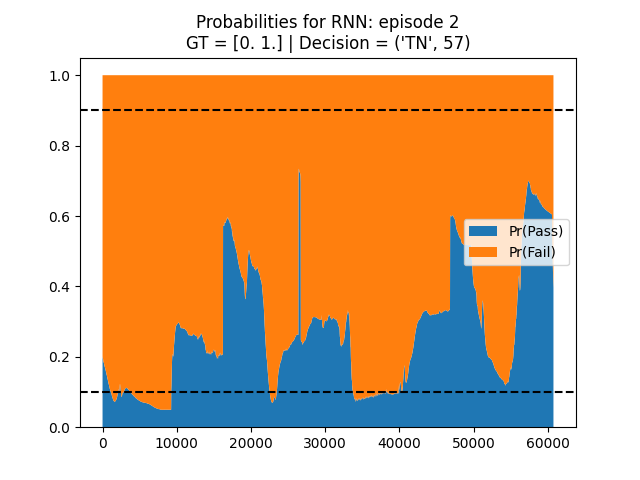 Probabilities for RNN: episode 2
GT = [0. 1.] | Decision = ('TN', 57)
1.0
0.8
0.6
0.4
0.2
0.0
Pr(Pass)
Pr(Fail)
0 10000 20000 30000 40000 50000 60000